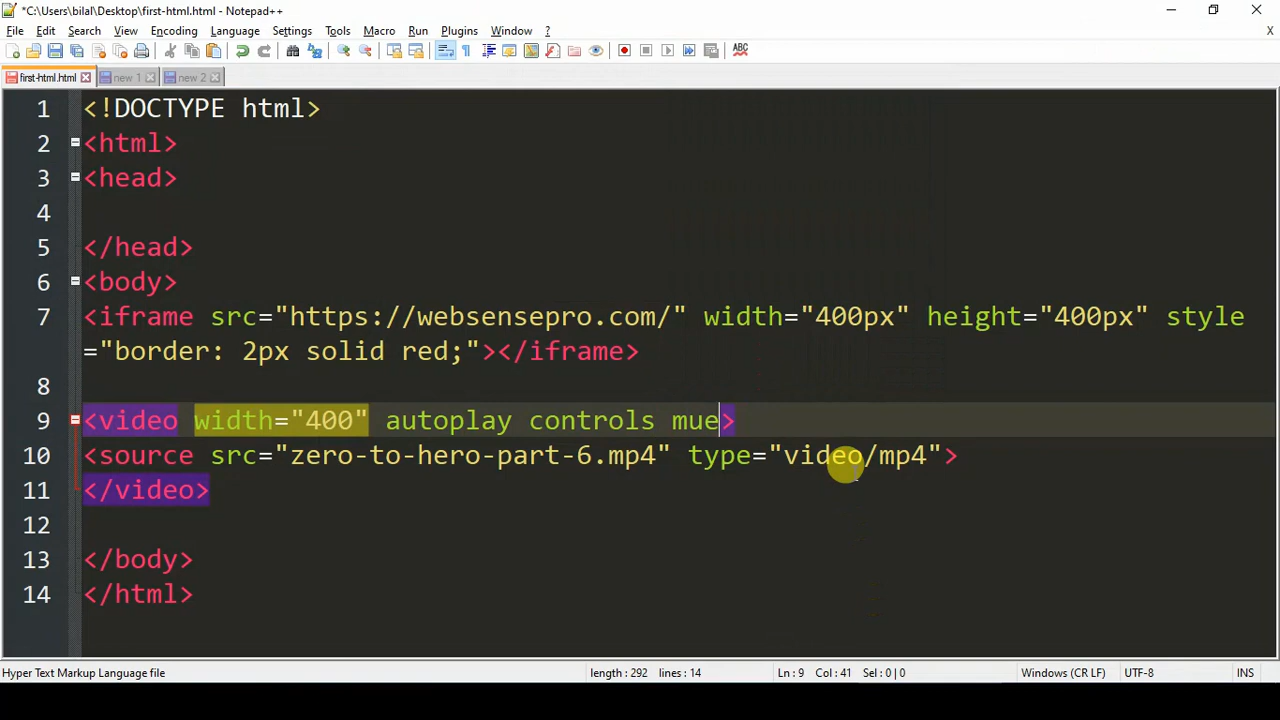 *C:\Users\bilal\Desktop\first-html.html - Notepad++
File Edit Search View Encoding Language Settings Tools Macro Run Plugins Window ? X
ABC
first-html.html new 1 new 2
1 <!DOCTYPE html>
2 <html>
3 <head>
4
5 </head>
6 <body>
7 <iframe src="https://websensepro.com/" width="400px" height="400px" style
="border: 2px solid red;"></iframe>
8
9 <video width="400" autoplay controls mue>
10 <source src="zero-to-hero-part-6.mp4" type="video/mp4">
11 </video>
12
13 </body>
14 </html>
Hyper Text Markup Language file length : 292 lines : 14 Ln : 9 Col : 41 Sel : 0 | 0 Windows (CR LF) UTF-8 INS